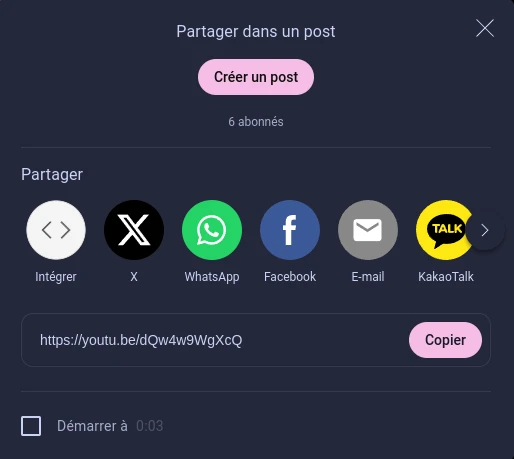 Partager dans un post
Créer un post
6 abonnés
Partager
TALK
Intégrer X WhatsApp Facebook E-mail KakaoTalk
https://youtu.be/dQw4w9WgXcQ Copier
Démarrer à 0:03